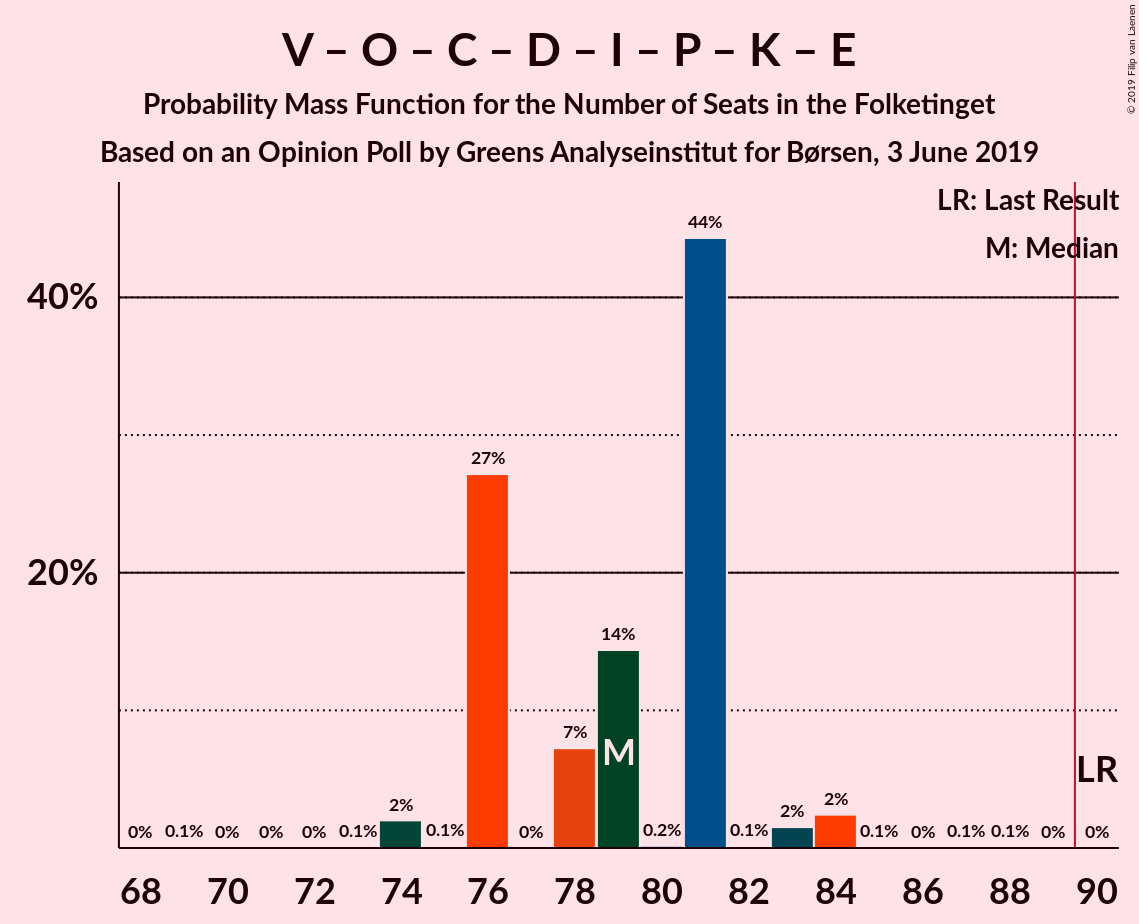 V – O – C – D – I – P – K – E
Probability Mass Function for the Number of Seats in the Folketinget
Based on an Opinion Poll by Greens Analyseinstitut for Børsen, 3 June 2019
© 2019 Filip van Laenen
LR: Last Result
M: Median
40%
20%
0% 0.1% 0% 0% 0% 0.1% 2% 0.1% 27% 0% 7% 14% 0.2% 44% 0.1% 2% 2% 0.1% 0% 0.1% 0.1% 0% 0%
M
LR
68 70 72 74 76 78 80 82 84 86 88 90